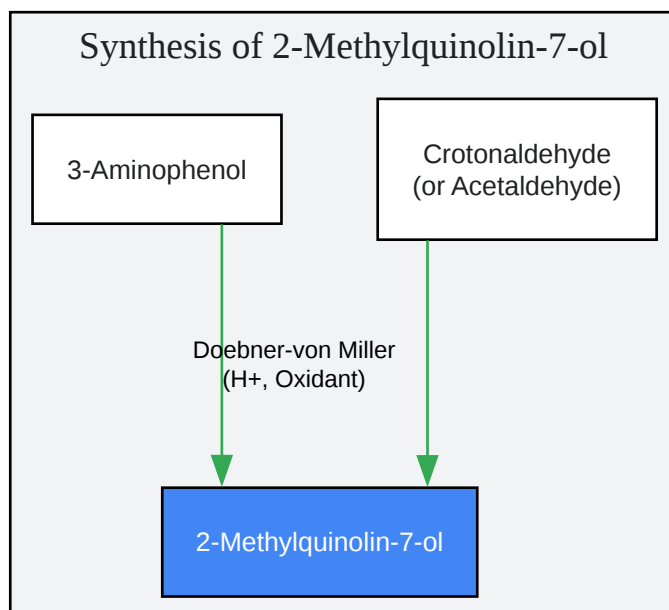 Synthesis of 2-Methylquinolin-7-ol
3-Aminophenol
Crotonaldehyde
(or Acetaldehyde)
Doebner-von Miller
(H+, Oxidant)
2-Methylquinolin-7-ol